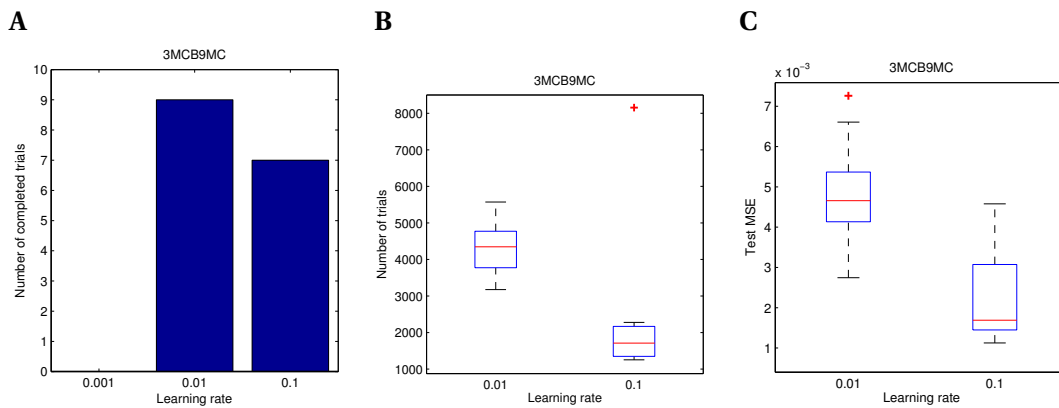 A
3MCB9MC
10
9
8
7
6
5
4
3
2
1
0
0.001 0.01 0.1
Number of completed trials
Learning rate
B
3MCB9MC
8000
7000
6000
5000
4000
3000
2000
1000
0.01 0.1
Number of trials
Learning rate
C
3MCB9MC
x 10⁻³
7
6
5
4
3
2
1
0.01 0.1
Test MSE
Learning rate